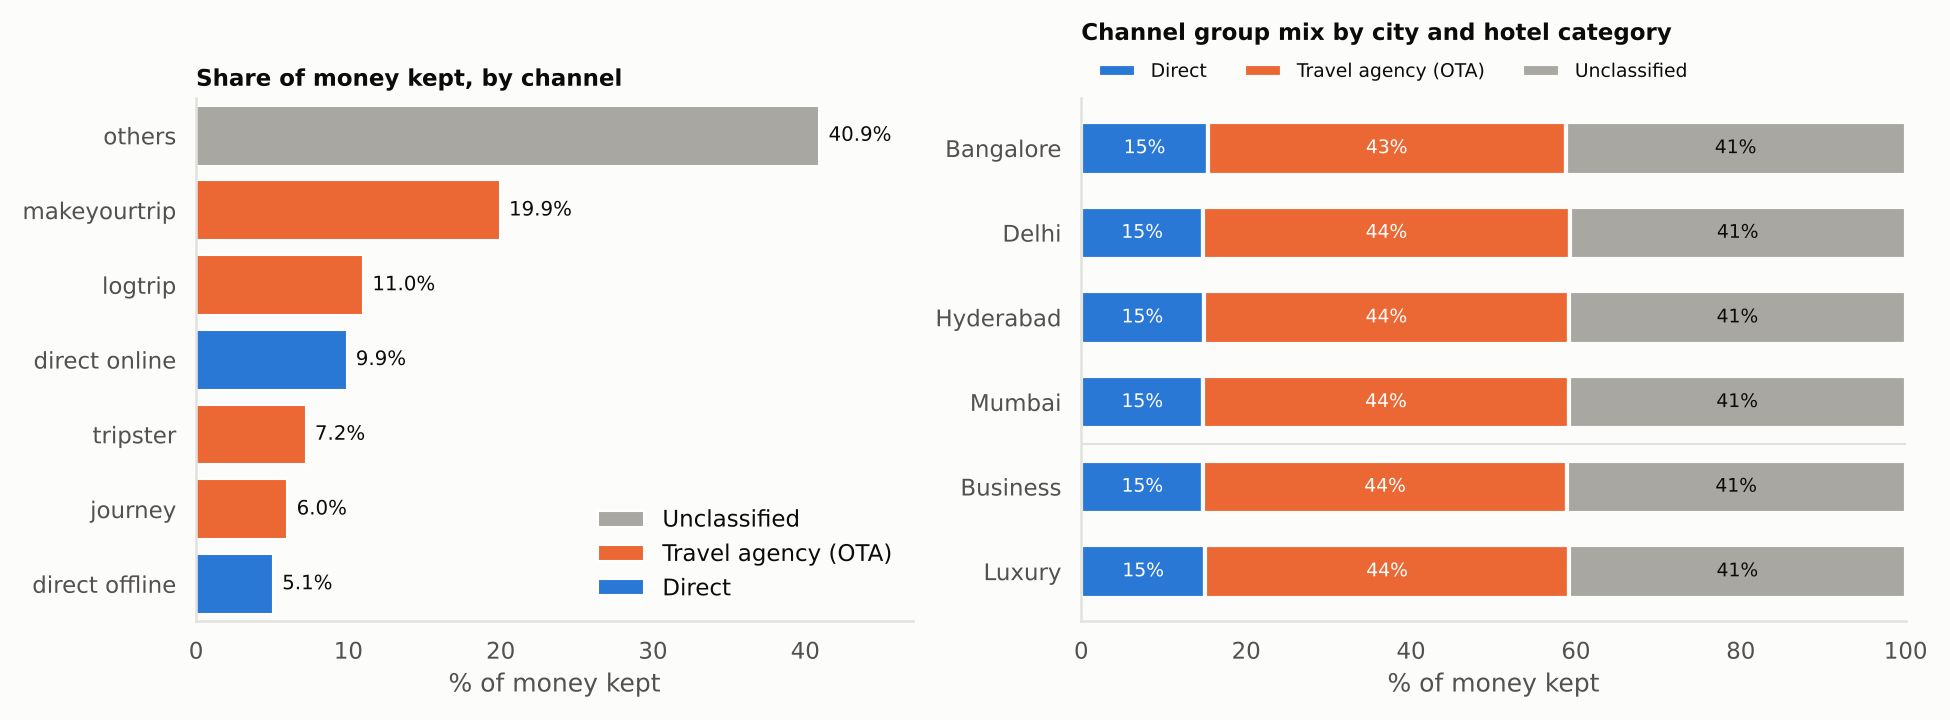 Share of money kept, by channel
others
40.9%
makeyourtrip
19.9%
logtrip
11.0%
direct online
9.9%
tripster
7.2%
journey
6.0%
direct offline
5.1%
Unclassified
Travel agency (OTA)
Direct
0 10 20 30 40
% of money kept
Channel group mix by city and hotel category
Direct Travel agency (OTA) Unclassified
Bangalore 15% 43% 41%
Delhi 15% 44% 41%
Hyderabad 15% 44% 41%
Mumbai 15% 44% 41%
Business 15% 44% 41%
Luxury 15% 44% 41%
0 20 40 60 80 100
% of money kept